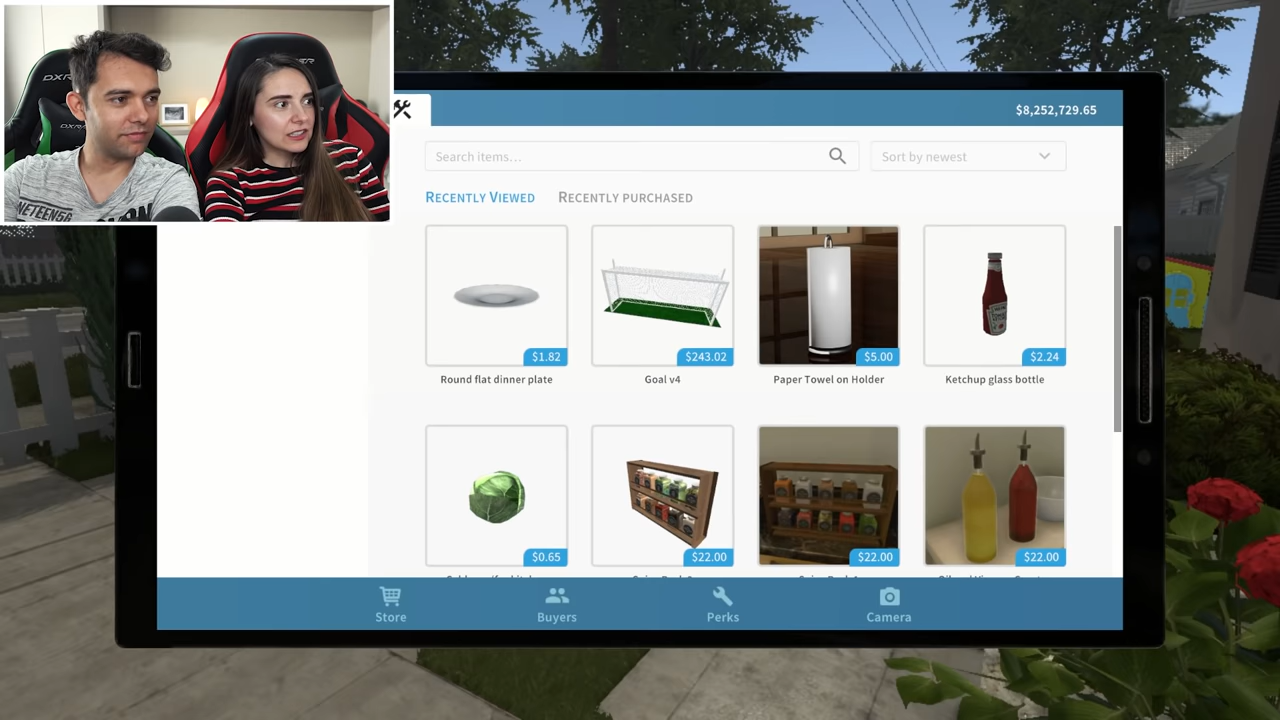 $8,252,729.65
Search items...
Sort by newest
RECENTLY VIEWED
RECENTLY PURCHASED
$1.82
$243.02
$5.00
$2.24
Round flat dinner plate
Goal v4
Paper Towel on Holder
Ketchup glass bottle
$0.65
$22.00
$22.00
$22.00
Store
Buyers
Perks
Camera